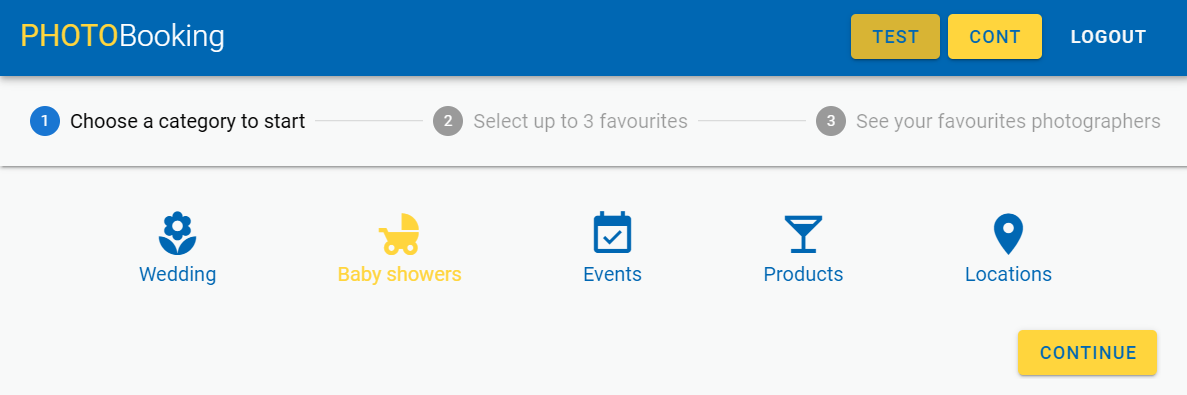 PHOTOBooking TEST CONT LOGOUT
1 Choose a category to start 2 Select up to 3 favourites 3 See your favourites photographers
Wedding Baby showers Events Products Locations
CONTINUE